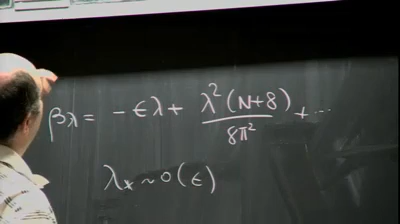 βλ = -ελ + λ²(N+8)/8π² + ...
λ* ~ O(ε)